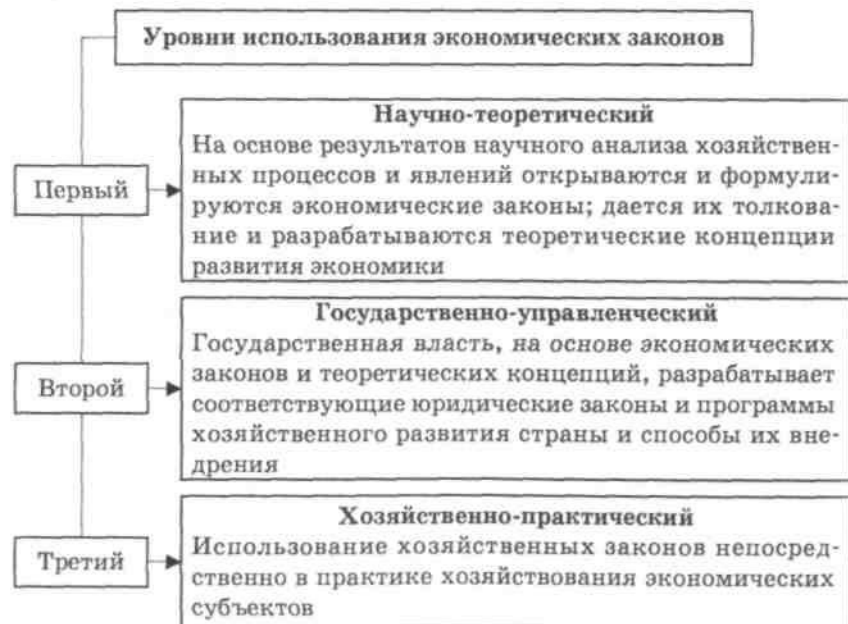 Уровни использования экономических законов
Первый
Научно-теоретический
На основе результатов научного анализа хозяйствен-
ных процессов и явлений открываются и формули-
руются экономические законы; дается их толкова-
ние и разрабатываются теоретические концепции
развития экономики
Второй
Государственно-управленческий
Государственная власть, на основе экономических
законов и теоретических концепций, разрабатывает
соответствующие юридические законы и программы
хозяйственного развития страны и способы их вне-
дрения
Третий
Хозяйственно-практический
Использование хозяйственных законов непосред-
ственно в практике хозяйствования экономических
субъектов